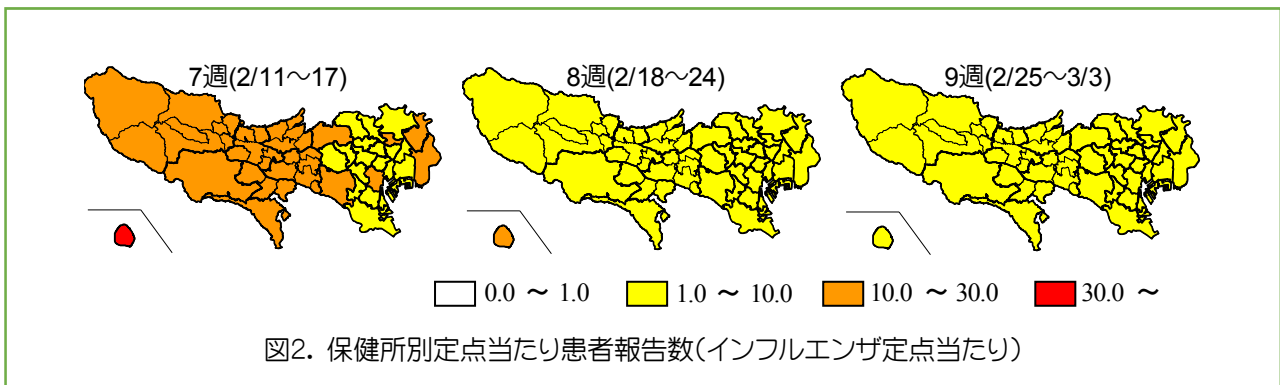 7週(2/11～17)
8週(2/18～24)
9週(2/25～3/3)
0.0 ～ 1.0
1.0 ～ 10.0
10.0 ～ 30.0
30.0 ～
図2. 保健所別定点当たり患者報告数(インフルエンザ定点当たり)